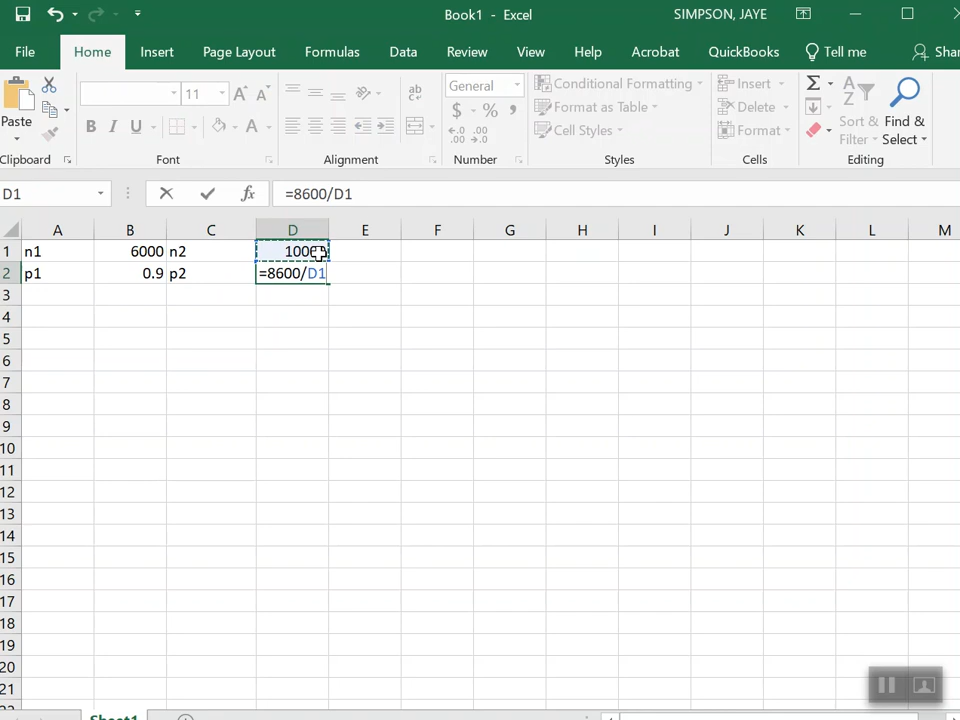 Book1 - Excel
SIMPSON, JAYE
File
Home
Insert
Page Layout
Formulas
Data
Review
View
Help
Acrobat
QuickBooks
Tell me
Shar
Paste
11
A
A
ab
General
Conditional Formatting
Insert
Σ
A
Z
B
I
U
A
$
%
Format as Table
Delete
Cell Styles
Format
Sort &
Filter
Find &
Select
Clipboard
Font
Alignment
Number
Styles
Cells
Editing
D1
fx
=8600/D1
A B C D E F G H I J K L M
1 n1 6000 n2
2 p1 0.9 p2 =8600/D1
3
4
5
6
7
8
9
10
11
12
13
14
15
16
17
18
19
20
21
Sheet1